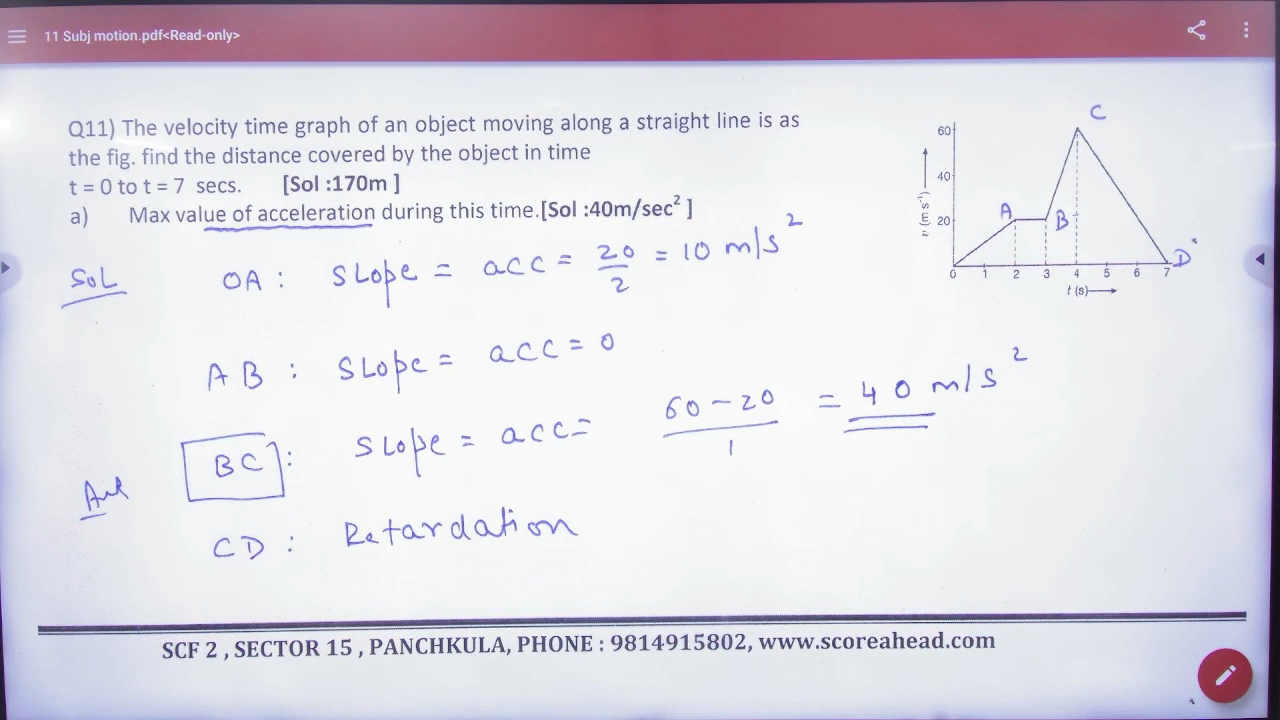 11 Subj motion.pdf<Read-only>
Q11) The velocity time graph of an object moving along a straight line is as
the fig. find the distance covered by the object in time
t = 0 to t = 7 secs. [Sol :170m ]
a) Max value of acceleration during this time.[Sol :40m/sec² ]
Sol OA : Slope = acc = 20/2 = 10 m/s²
AB : Slope = acc = 0
BC : Slope = acc = 60-20/1 = 40 m/s²
Ans
CD : Retardation
C
60
40
A
B
20
v (m s⁻¹)
D
0 1 2 3 4 5 6 7
t (s)
SCF 2 , SECTOR 15 , PANCHKULA, PHONE : 9814915802, www.scoreahead.com